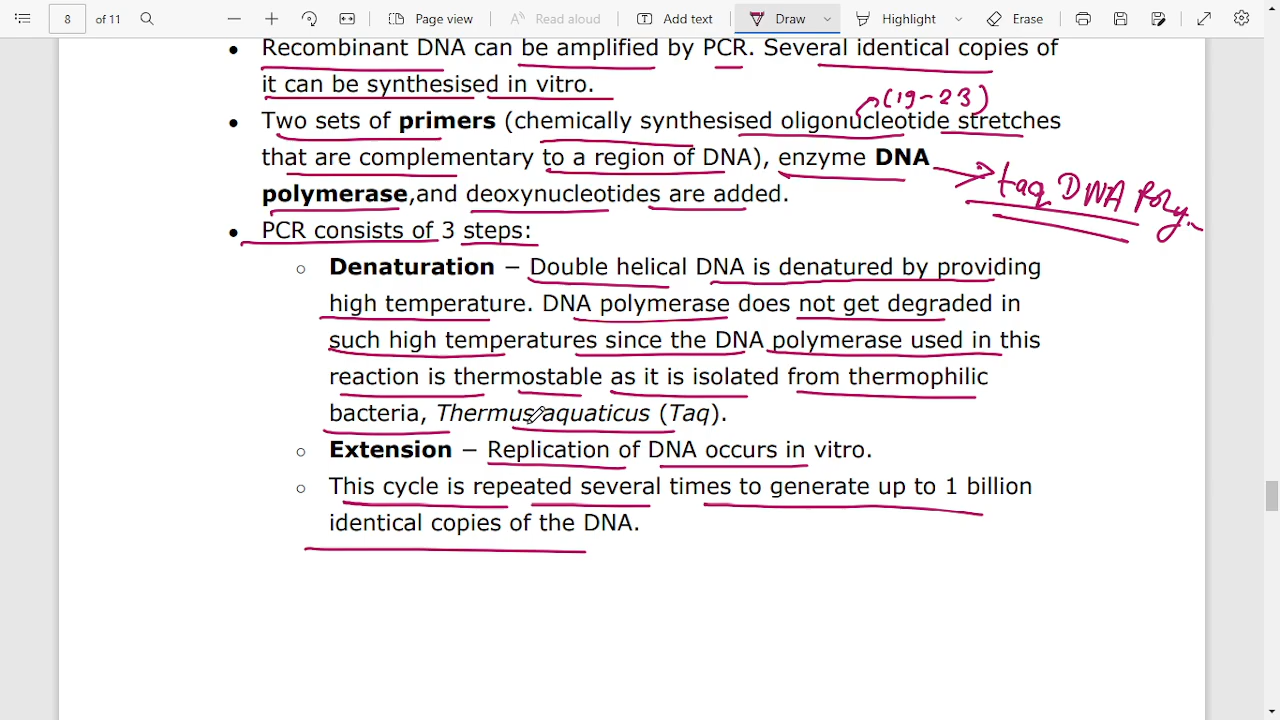 8 of 11 Page view Read aloud Add text Draw Highlight Erase
• Recombinant DNA can be amplified by PCR. Several identical copies of
it can be synthesised in vitro.
(19-23)
• Two sets of primers (chemically synthesised oligonucleotide stretches
that are complementary to a region of DNA), enzyme DNA
taq DNA Poly.
polymerase,and deoxynucleotides are added.
• PCR consists of 3 steps:
○ Denaturation − Double helical DNA is denatured by providing
high temperature. DNA polymerase does not get degraded in
such high temperatures since the DNA polymerase used in this
reaction is thermostable as it is isolated from thermophilic
bacteria, Thermus aquaticus (Taq).
○ Extension − Replication of DNA occurs in vitro.
○ This cycle is repeated several times to generate up to 1 billion
identical copies of the DNA.